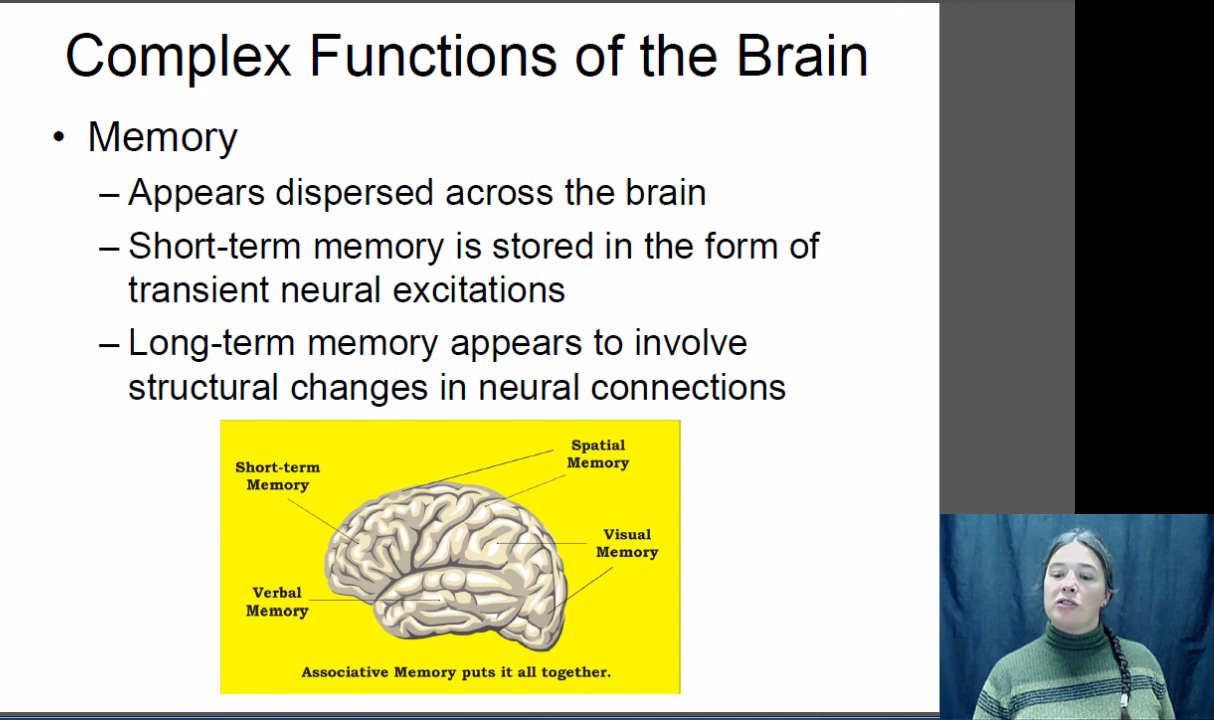 Complex Functions of the Brain
• Memory
– Appears dispersed across the brain
– Short-term memory is stored in the form of
transient neural excitations
– Long-term memory appears to involve
structural changes in neural connections
Short-term
Memory
Spatial
Memory
Visual
Memory
Verbal
Memory
Associative Memory puts it all together.